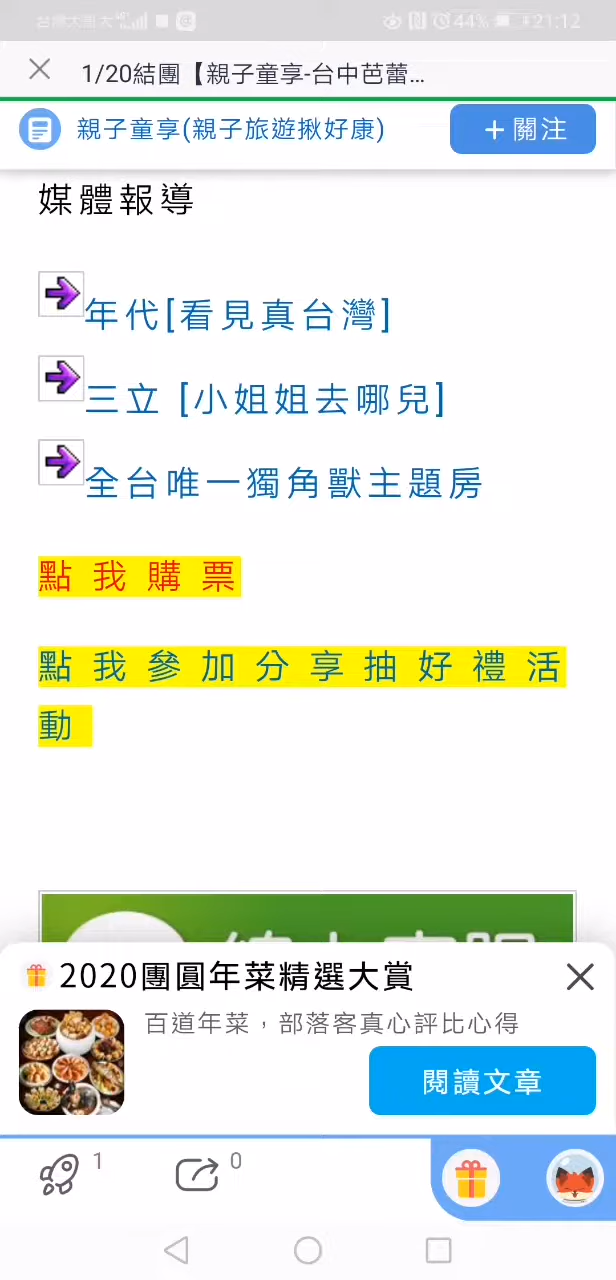 44% 21:12
1/20結團【親子童享-台中芭蕾...
親子童享(親子旅遊揪好康)
+ 關注
媒體報導
年代[看見真台灣]
三立 [小姐姐去哪兒]
全台唯一獨角獸主題房
點我購票
點我參加分享抽好禮活
動
2020團圓年菜精選大賞
百道年菜，部落客真心評比心得
閱讀文章
1
0